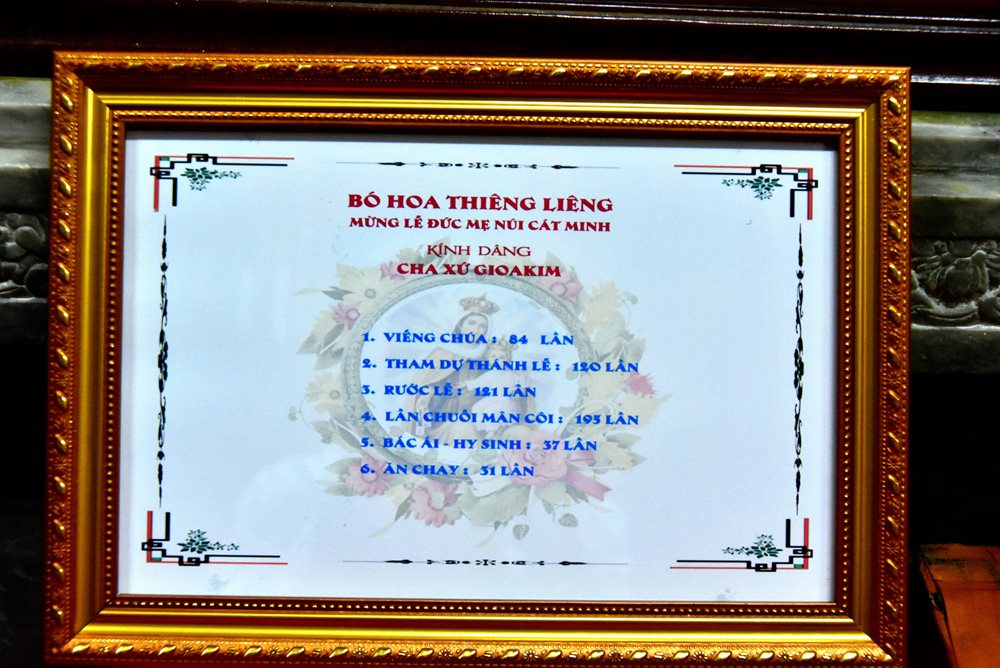 BÓ HOA THIÊNG LIÊNG
MỪNG LỄ ĐỨC MẸ NÚI CÁT MINH
KÍNH DÂNG
CHA XỨ GIOAKIM
1. VIẾNG CHÚA : 84 LẦN
2. THAM DỰ THÁNH LỄ : 120 LẦN
3. RƯỚC LỄ : 121 LẦN
4. LẦN CHUỖI MÂN CÔI : 195 LẦN
5. BÁC ÁI - HY SINH : 37 LẦN
6. ĂN CHAY : 31 LẦN